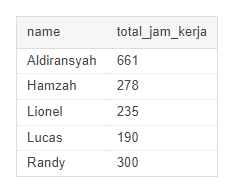 name total_jam_kerja
Aldiransyah 661
Hamzah 278
Lionel 235
Lucas 190
Randy 300